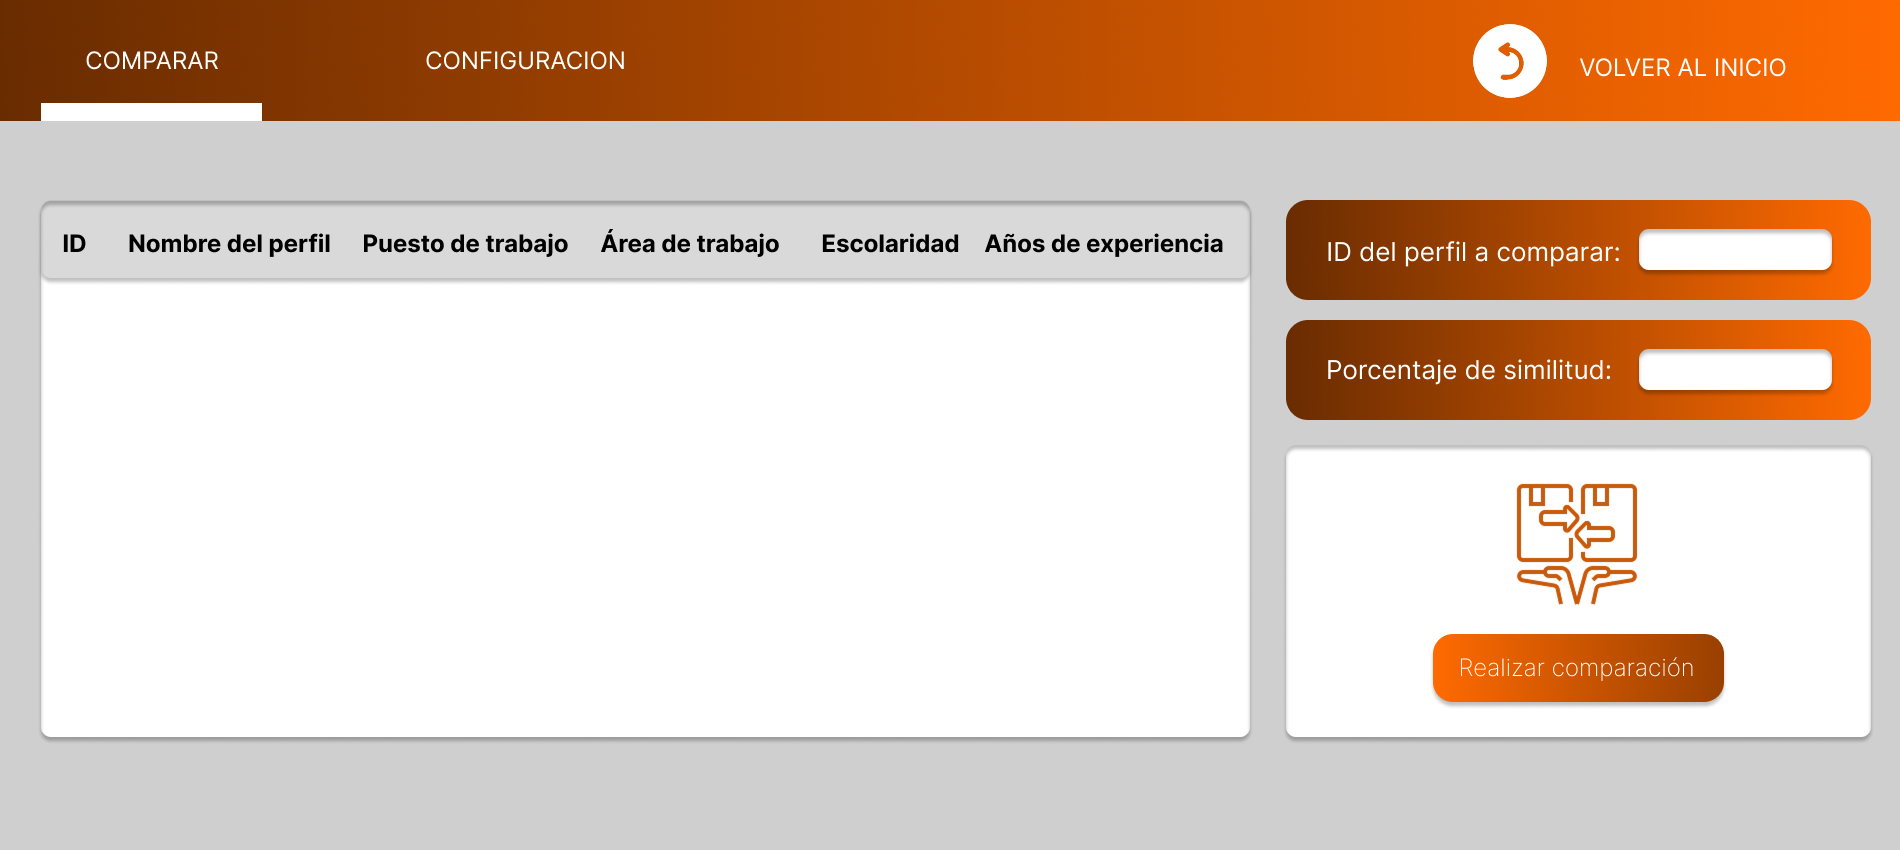 COMPARAR CONFIGURACION VOLVER AL INICIO
ID Nombre del perfil Puesto de trabajo Área de trabajo Escolaridad Años de experiencia
ID del perfil a comparar:
Porcentaje de similitud:
Realizar comparación